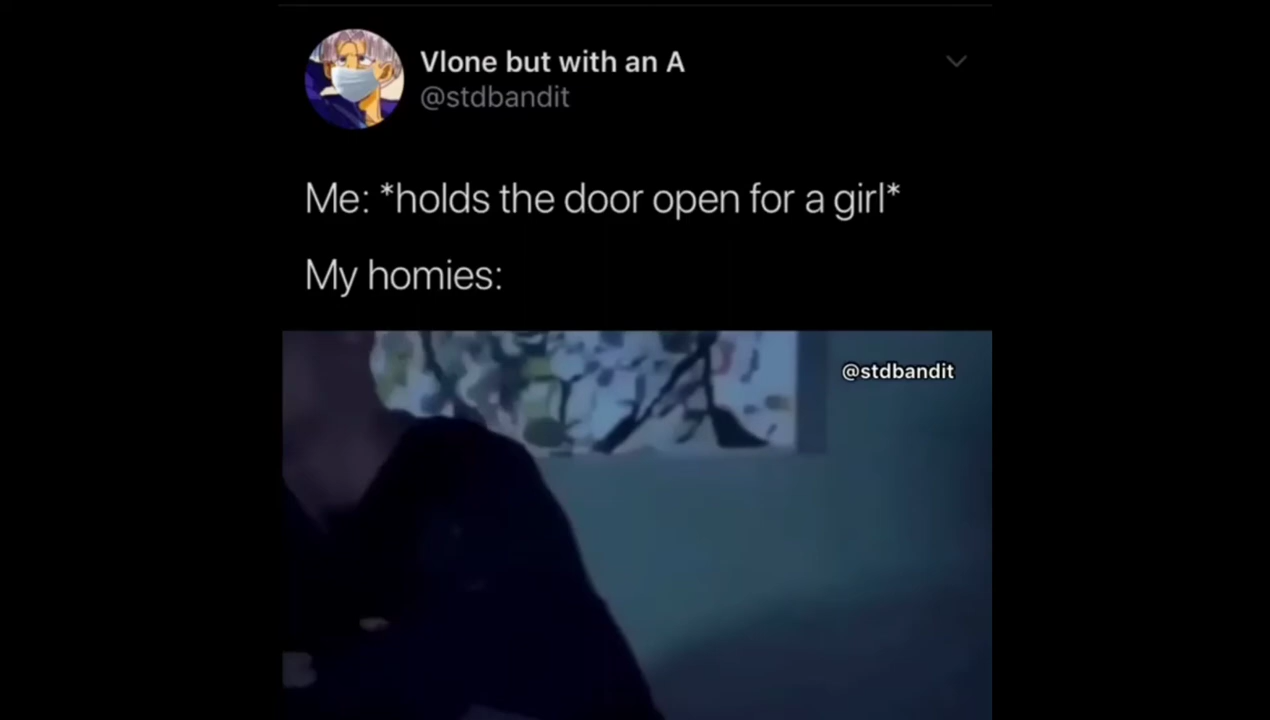 Vlone but with an A
@stdbandit
Me: *holds the door open for a girl*
My homies:
@stdbandit